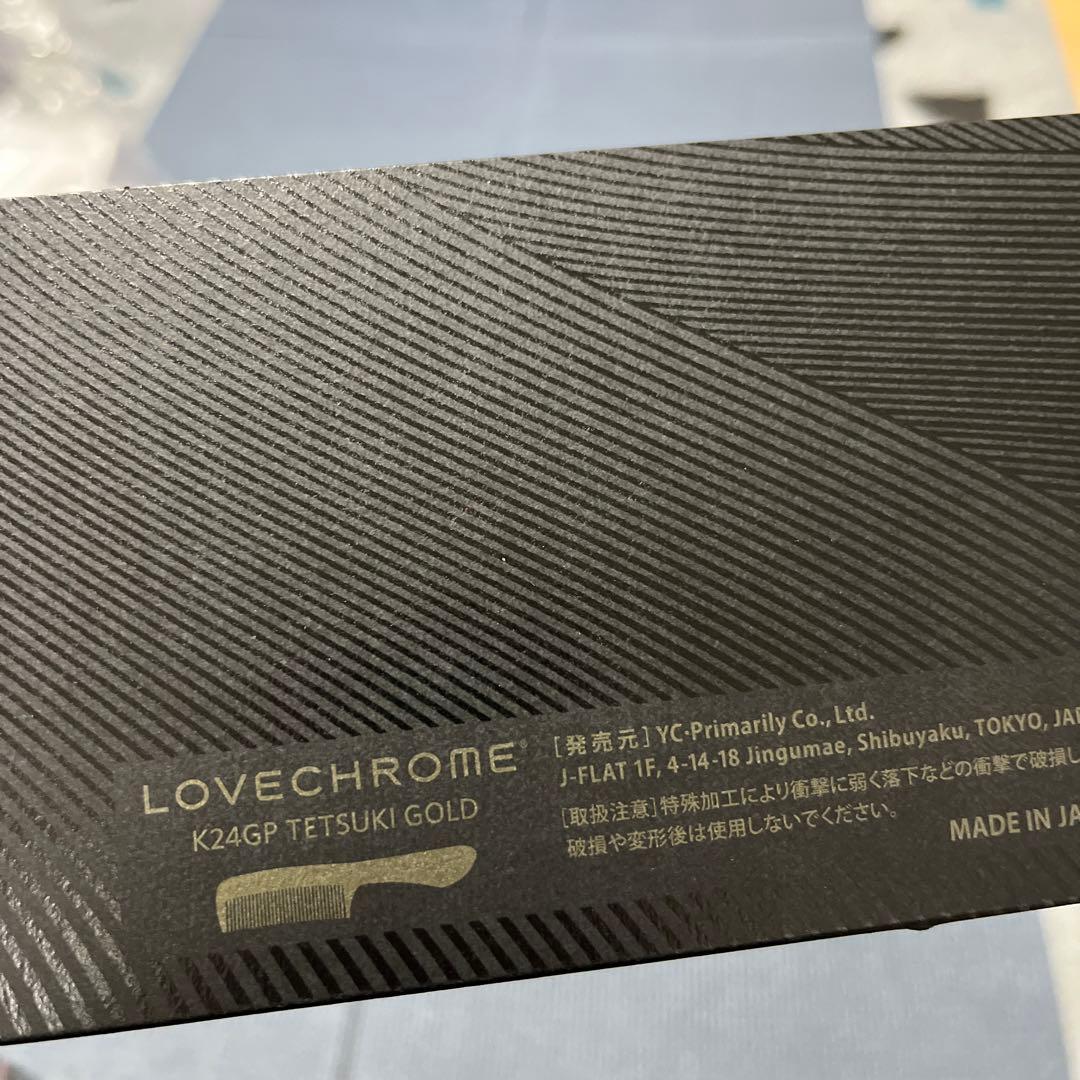 LOVECHROME®
K24GP TETSUKI GOLD
[発売元] YC・Primarily Co., Ltd.
J-FLAT 1F, 4-14-18 Jingumae, Shibuyaku, TOKYO, JAP
[取扱注意] 特殊加工により衝撃に弱く落下などの衝撃で破損し
破損や変形後は使用しないでください。
MADE IN JA